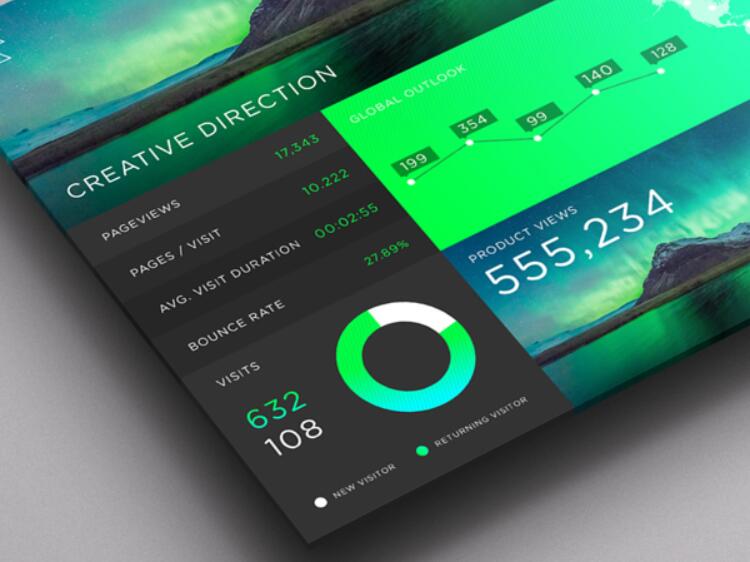 CREATIVE DIRECTION
PAGEVIEWS 17,343
PAGES / VISIT 10.222
AVG. VISIT DURATION 00:02:55
BOUNCE RATE 27.89%
VISITS
632
108
NEW VISITOR
RETURNING VISITOR
GLOBAL OUTLOOK
199
354
99
140
128
PRODUCT VIEWS
555,234